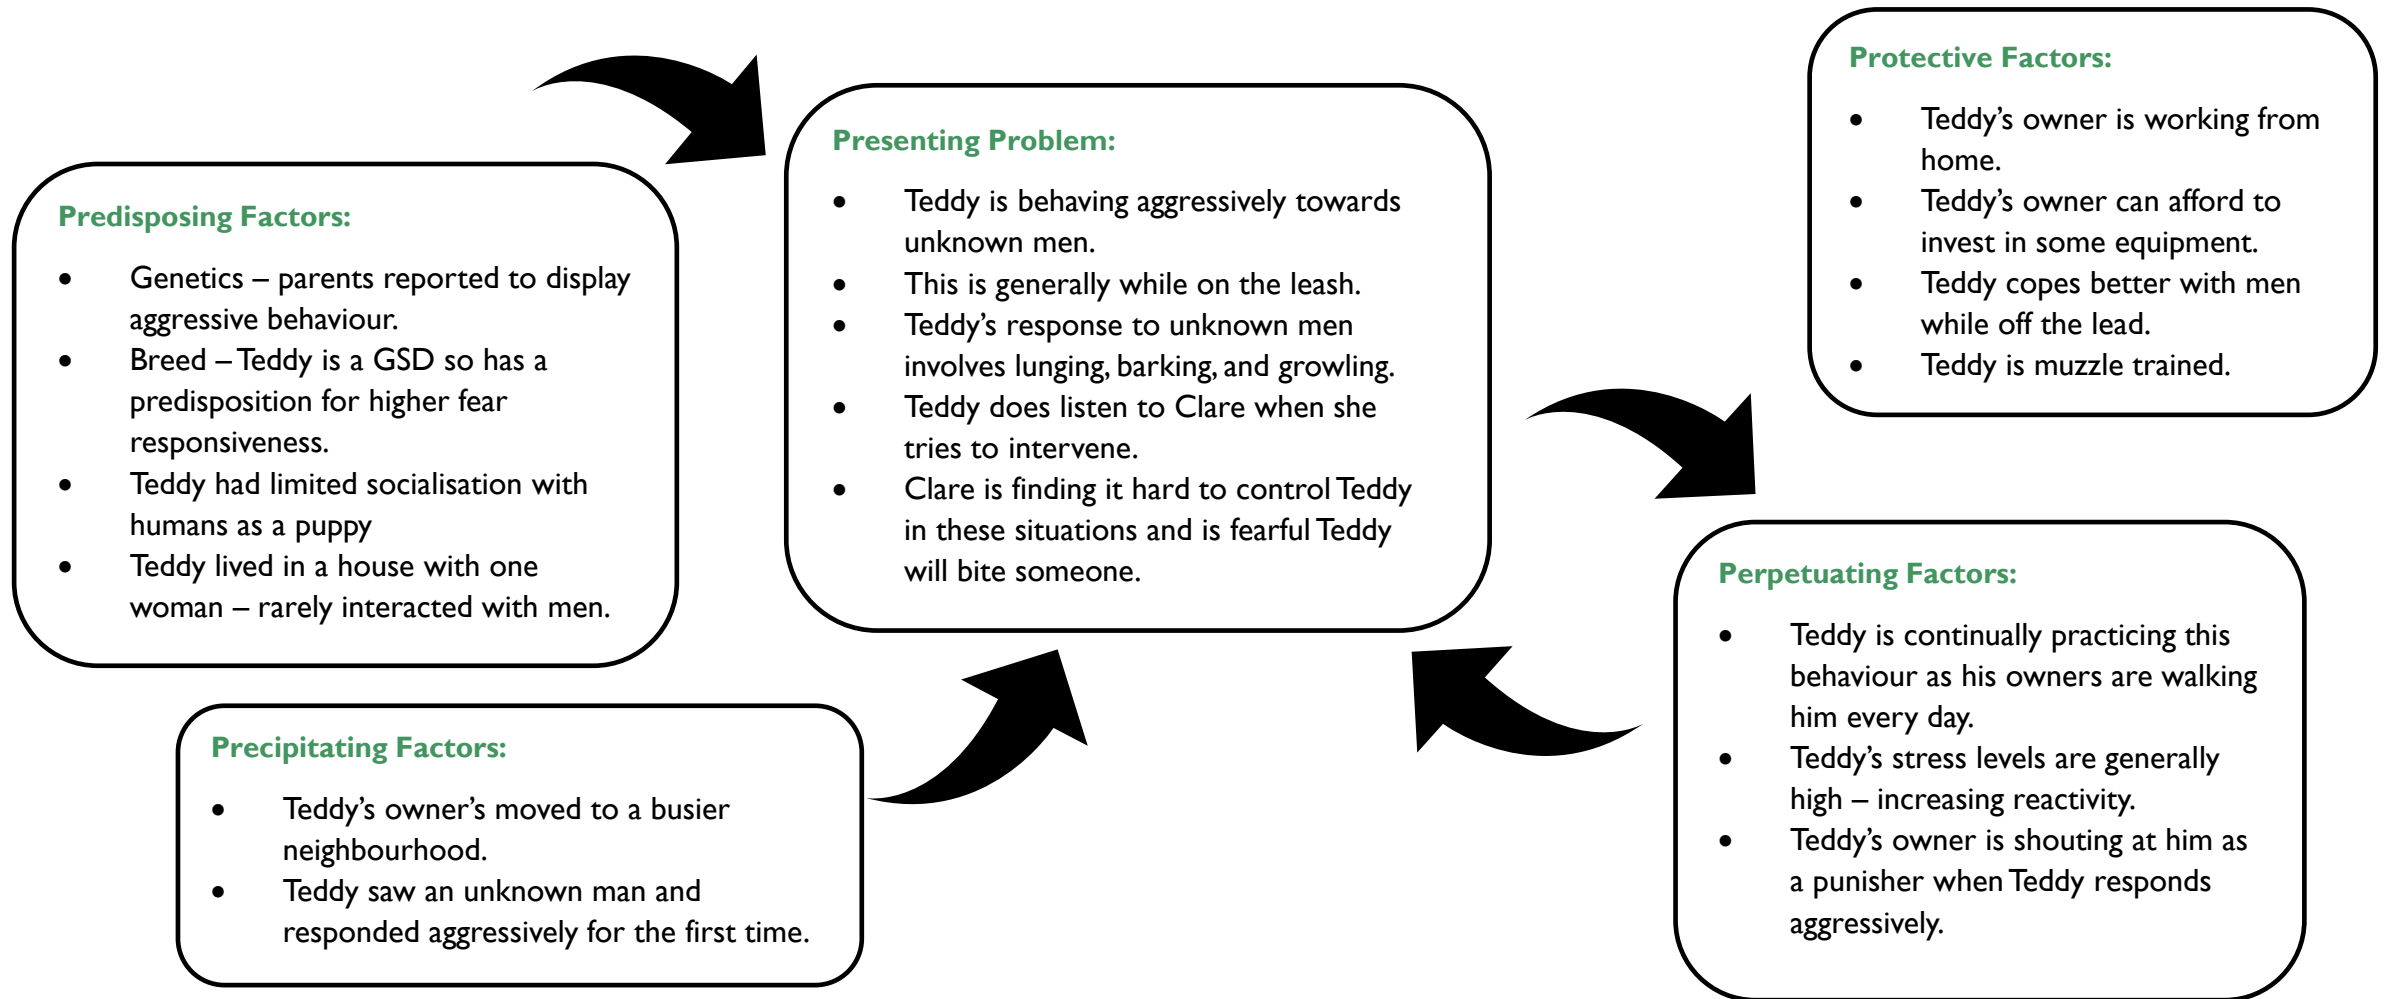 Predisposing Factors:
• Genetics – parents reported to display
aggressive behaviour.
• Breed – Teddy is a GSD so has a
predisposition for higher fear
responsiveness.
• Teddy had limited socialisation with
humans as a puppy
• Teddy lived in a house with one
woman – rarely interacted with men.
Precipitating Factors:
• Teddy’s owner’s moved to a busier
neighbourhood.
• Teddy saw an unknown man and
responded aggressively for the first time.
Presenting Problem:
• Teddy is behaving aggressively towards
unknown men.
• This is generally while on the leash.
• Teddy’s response to unknown men
involves lunging, barking, and growling.
• Teddy does listen to Clare when she
tries to intervene.
• Clare is finding it hard to control Teddy
in these situations and is fearful Teddy
will bite someone.
Protective Factors:
• Teddy’s owner is working from
home.
• Teddy’s owner can afford to
invest in some equipment.
• Teddy copes better with men
while off the lead.
• Teddy is muzzle trained.
Perpetuating Factors:
• Teddy is continually practicing this
behaviour as his owners are walking
him every day.
• Teddy’s stress levels are generally
high – increasing reactivity.
• Teddy’s owner is shouting at him as
a punisher when Teddy responds
aggressively.